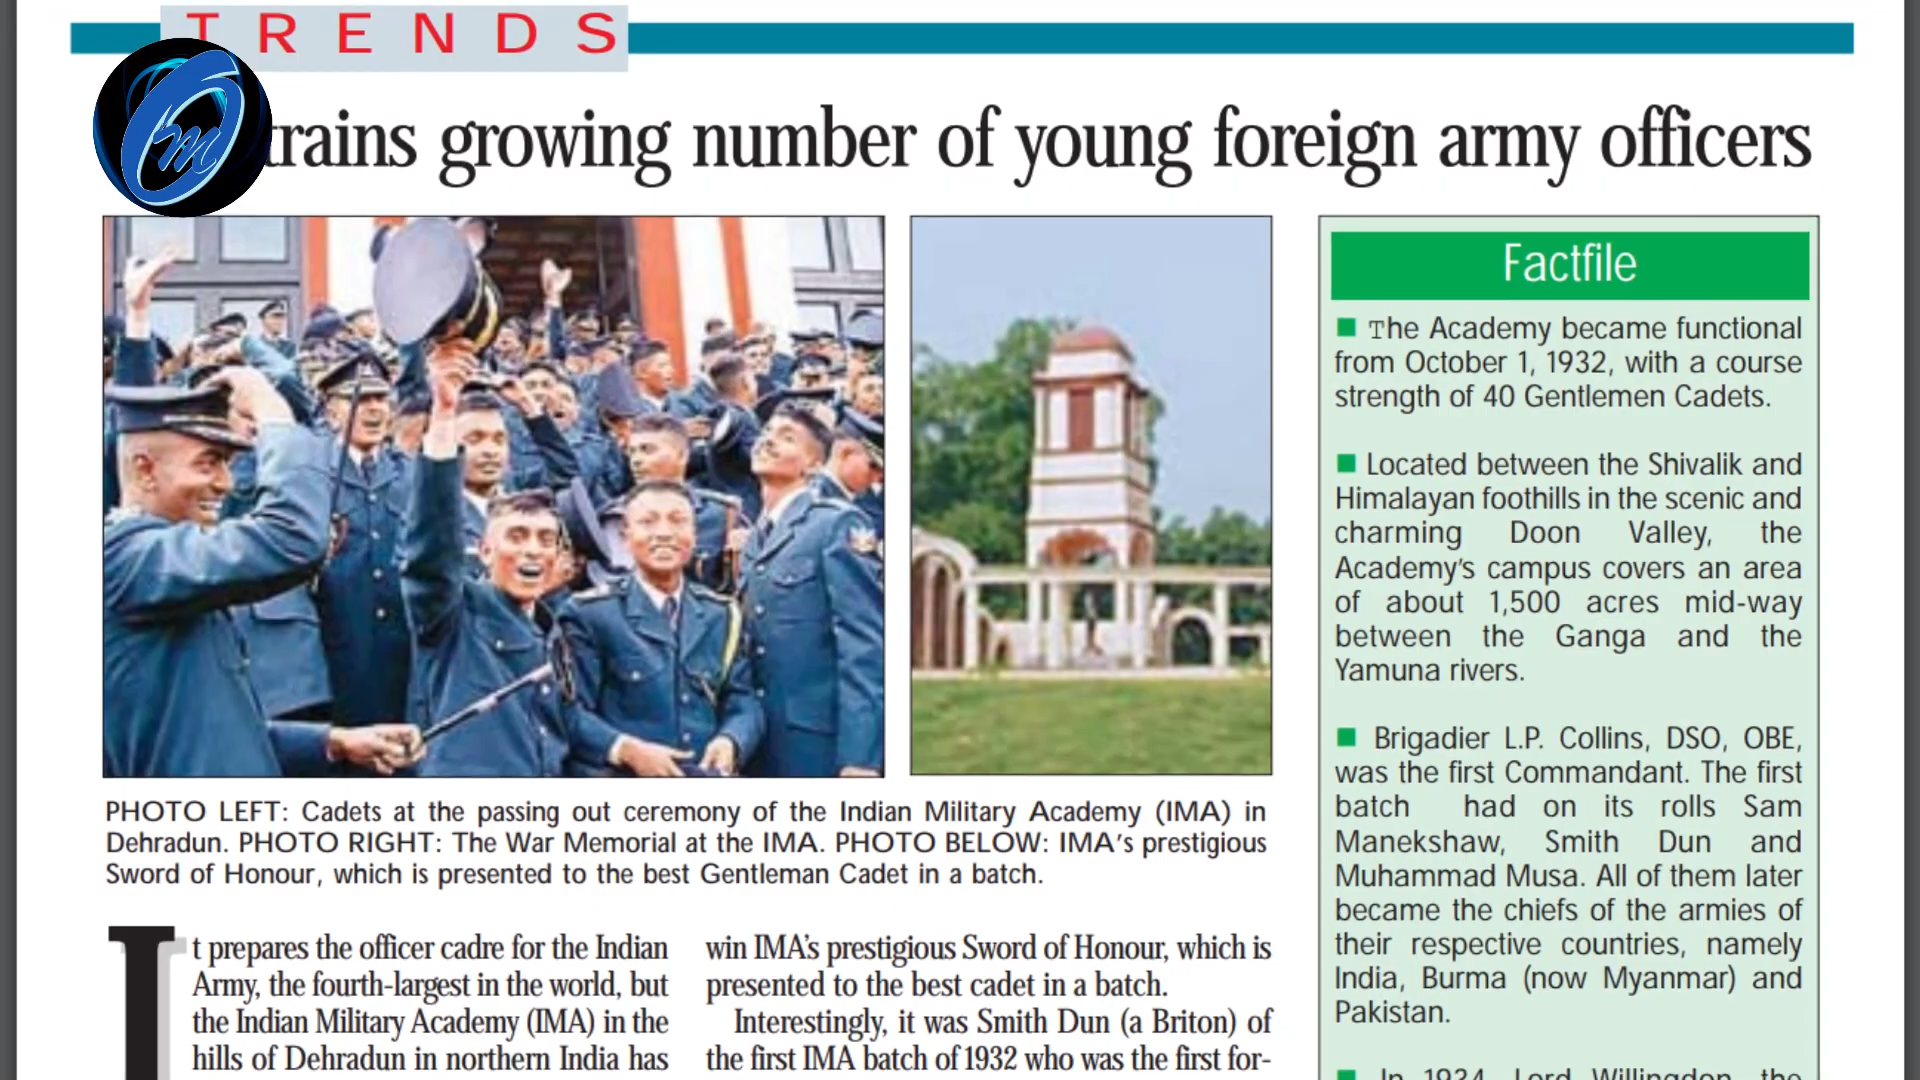 TRENDS
trains growing number of young foreign army officers
PHOTO LEFT: Cadets at the passing out ceremony of the Indian Military Academy (IMA) in
Dehradun. PHOTO RIGHT: The War Memorial at the IMA. PHOTO BELOW: IMA's prestigious
Sword of Honour, which is presented to the best Gentleman Cadet in a batch.
It prepares the officer cadre for the Indian
Army, the fourth-largest in the world, but
the Indian Military Academy (IMA) in the
hills of Dehradun in northern India has
win IMA's prestigious Sword of Honour, which is
presented to the best cadet in a batch.
Interestingly, it was Smith Dun (a Briton) of
the first IMA batch of 1932 who was the first for-
Factfile
■ The Academy became functional
from October 1, 1932, with a course
strength of 40 Gentlemen Cadets.
■ Located between the Shivalik and
Himalayan foothills in the scenic and
charming Doon Valley, the
Academy's campus covers an area
of about 1,500 acres mid-way
between the Ganga and the
Yamuna rivers.
■ Brigadier L.P. Collins, DSO, OBE,
was the first Commandant. The first
batch had on its rolls Sam
Manekshaw, Smith Dun and
Muhammad Musa. All of them later
became the chiefs of the armies of
their respective countries, namely
India, Burma (now Myanmar) and
Pakistan.
■ In 1934, Lord Willingdon, the